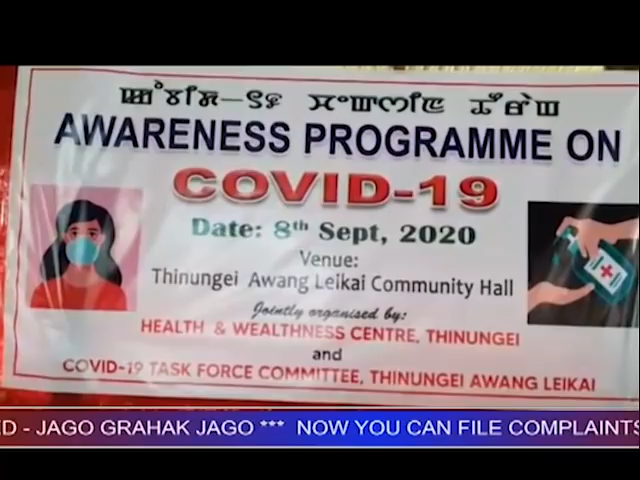 AWARENESS PROGRAMME ON
COVID-19
Date: 8th Sept, 2020
Venue:
Thinungei Awang Leikai Community Hall
Jointly organised by:
HEALTH & WEALTHNESS CENTRE, THINUNGEI
and
COVID-19 TASK FORCE COMMITTEE, THINUNGEI AWANG LEIKAI
ED - JAGO GRAHAK JAGO *** NOW YOU CAN FILE COMPLAINTS